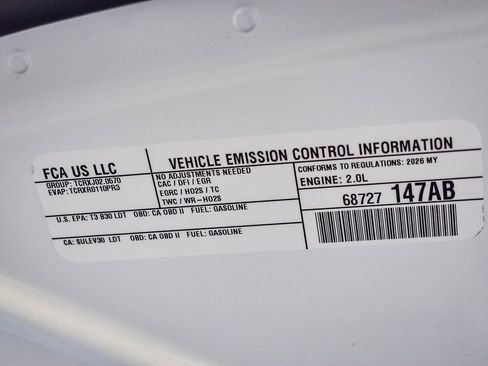 FCA US LLC
GROUP: TCRXJ02.0S70
EVAP: TCRXR0110PR3
VEHICLE EMISSION CONTROL INFORMATION
NO ADJUSTMENTS NEEDED
CAC / DFI / EGR
EGRC / HO2S / TC
TWC / WR-HO2S
CONFORMS TO REGULATIONS: 2026 MY
ENGINE: 2.0L
U.S. EPA: T3 B30 LDT OBD: CA OBD II FUEL: GASOLINE
CA: SULEV30 LDT OBD: CA OBD II FUEL: GASOLINE
68727 147AB